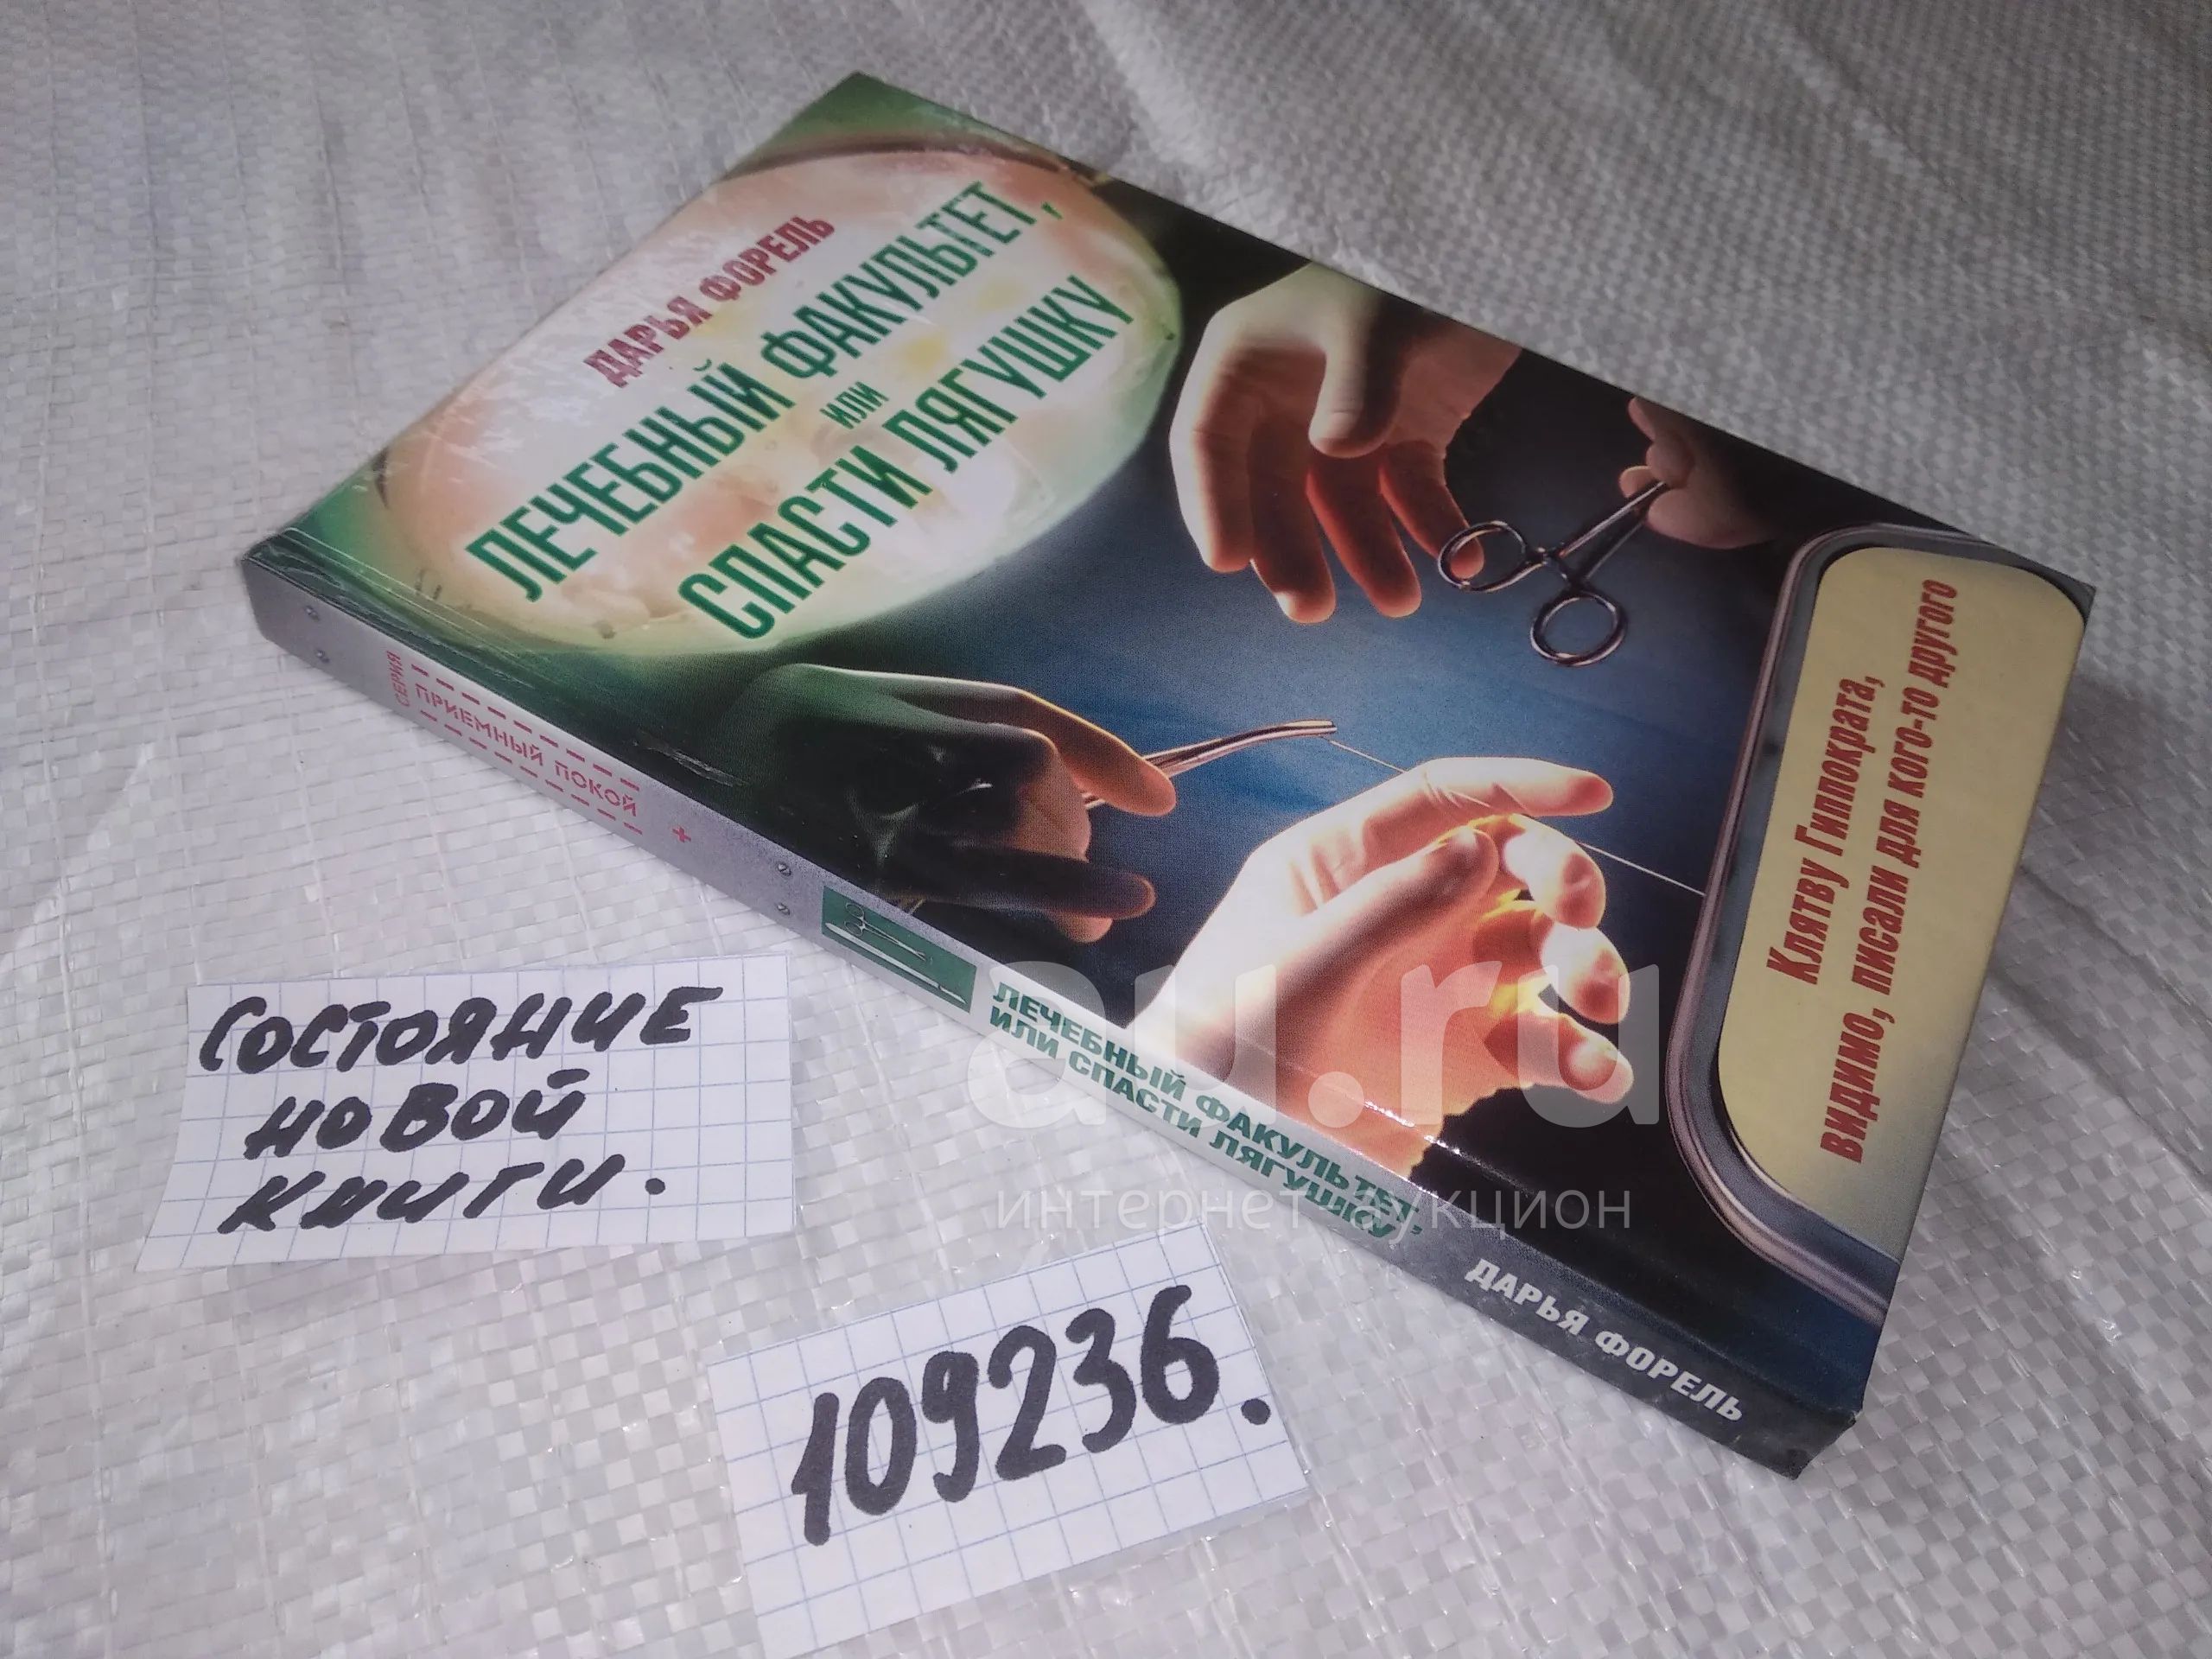 ДАРЬЯ ФОРЕЛЬ
ЛЕЧЕБНЫЙ ФАКУЛЬТЕТ,
ИЛИ
СПАСТИ ЛЯГУШКУ
Клятву Гиппократа,
видимо, писали для кого-то другого
СЕРИЯ
ПРИЕМНЫЙ ПОКОЙ
ЛЕЧЕБНЫЙ ФАКУЛЬТЕТ,
ИЛИ СПАСТИ ЛЯГУШКУ
ДАРЬЯ ФОРЕЛЬ
СОСТОЯНИЕ
НОВОЙ
КНИГИ.
109236.
au.ru
интернет аукцион